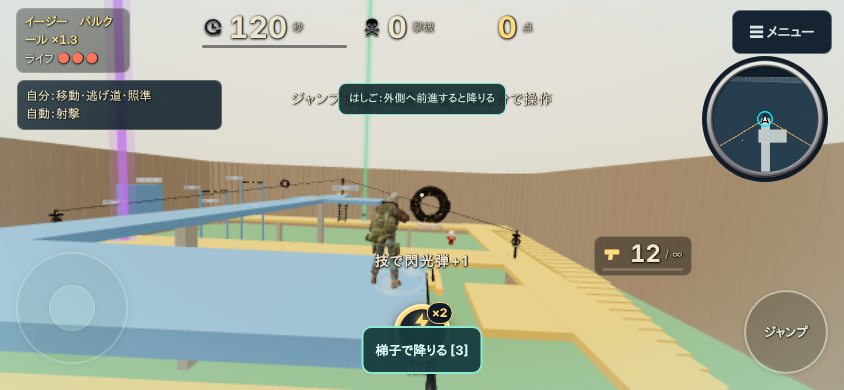 イージー　パルク
ール ×1.3
ライフ
120 秒
0 撃破
0 点
☰ メニュー
自分：移動・逃げ道・照準
自動：射撃
ジャンプ
はしご：外側へ前進すると降りる
で操作
技で閃光弾+1
12 / ∞
×2
梯子で降りる [3]
ジャンプ